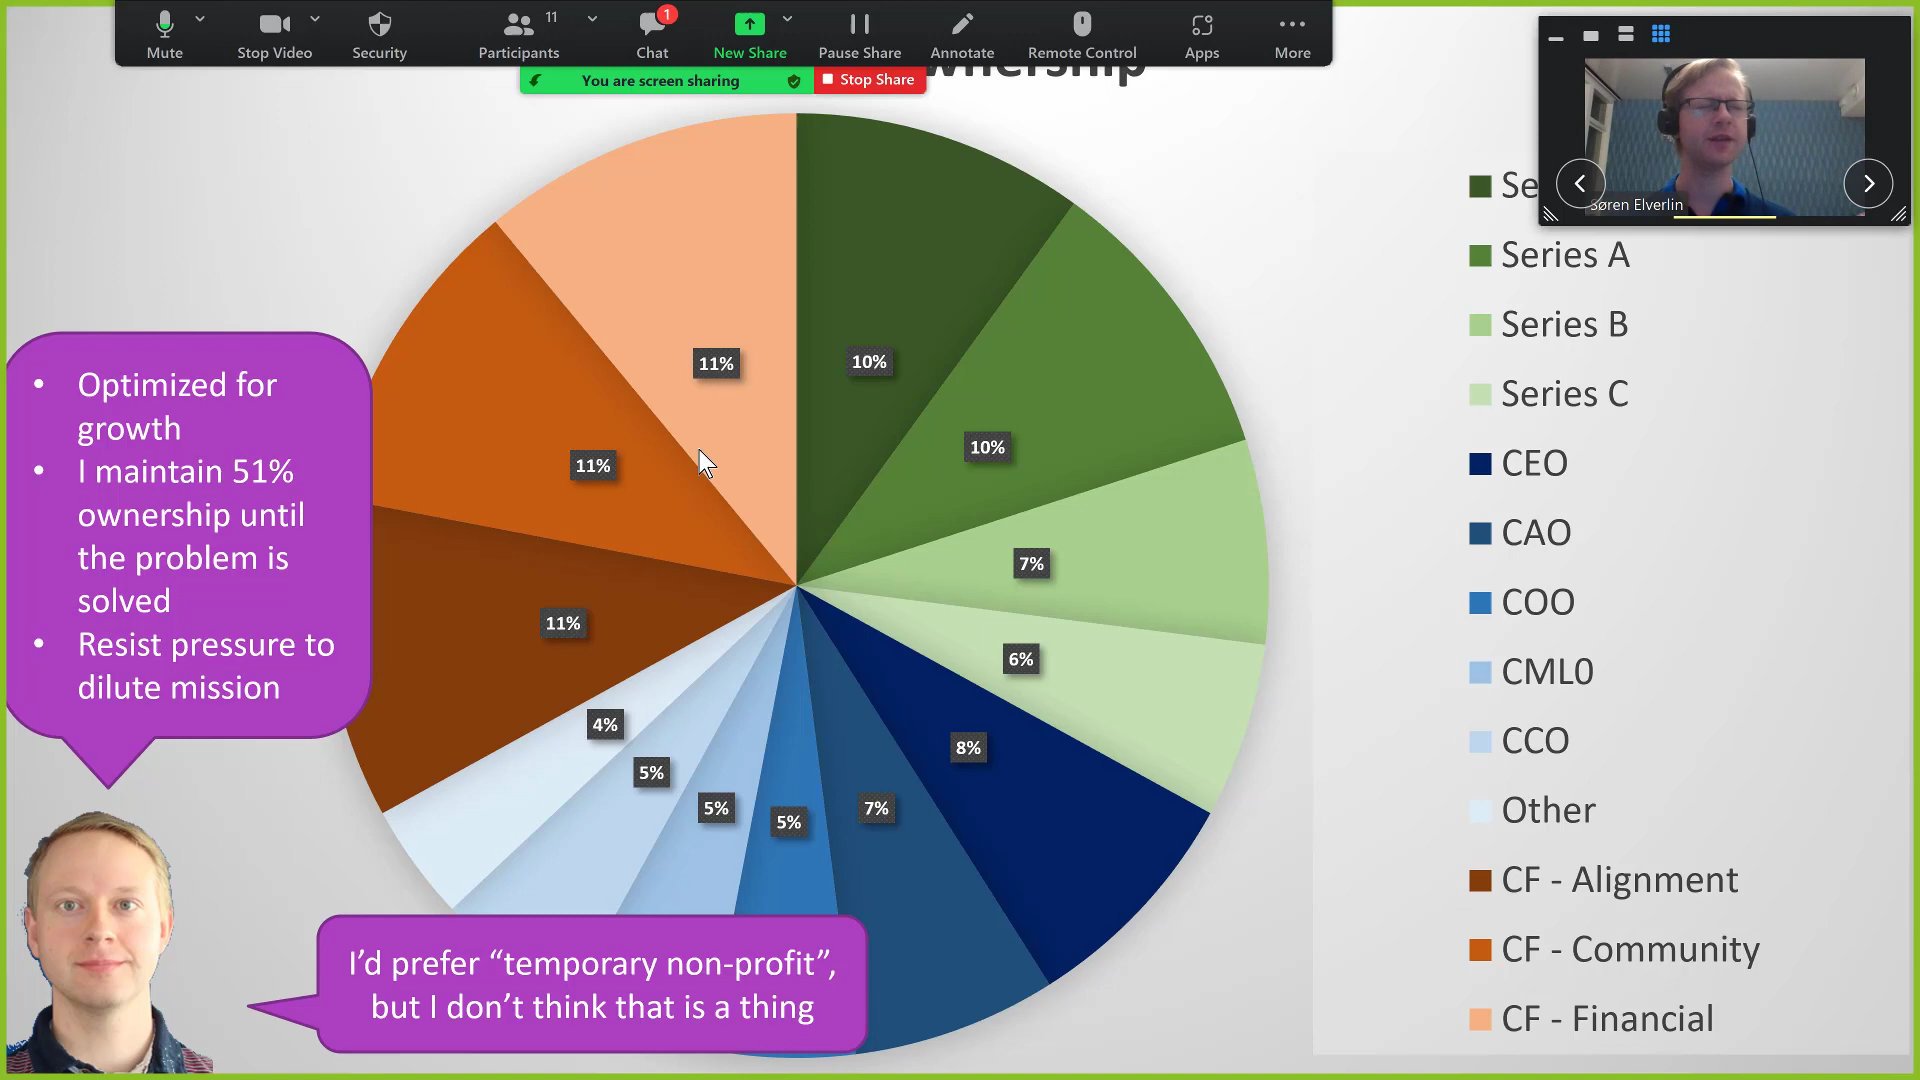 Mute
Stop Video
Security
Participants
11
Chat
1
New Share
Pause Share
Annotate
Remote Control
Apps
More
You are screen sharing
Stop Share
Søren Elverlin
11%
10%
10%
11%
7%
11%
6%
4%
8%
5%
5%
5%
7%
• Optimized for
growth
• I maintain 51%
ownership until
the problem is
solved
• Resist pressure to
dilute mission
I'd prefer “temporary non-profit”,
but I don't think that is a thing
Series A
Series B
Series C
CEO
CAO
COO
CML0
CCO
Other
CF - Alignment
CF - Community
CF - Financial